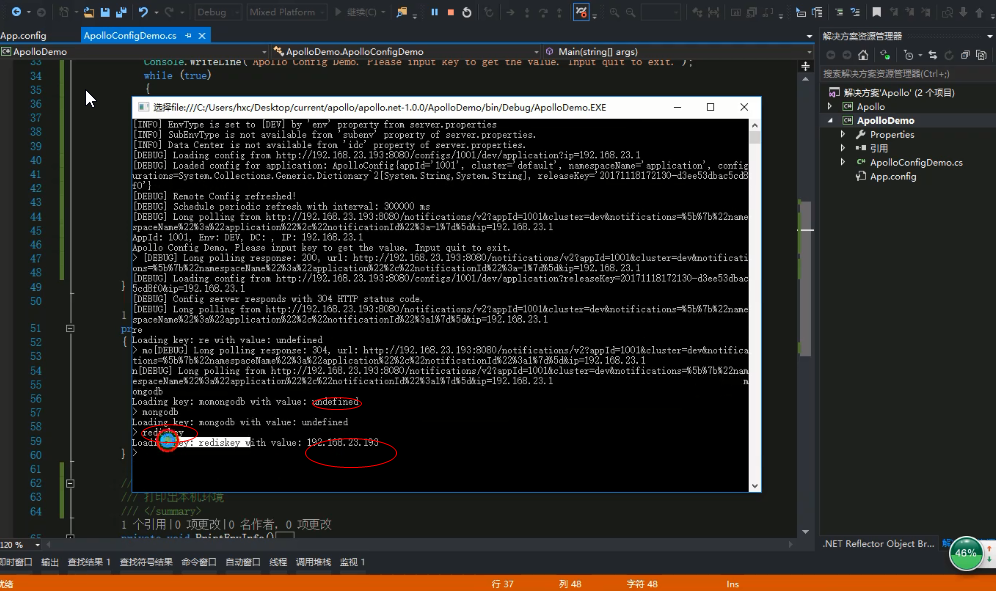 Debug
Mixed Platform
继续(C)
App.config
ApolloConfigDemo.cs
ApolloDemo
ApolloDemo.ApolloConfigDemo
Main(string[] args)
33 Console.WriteLine("Apollo Config Demo. Please input key to get the value. Input quit to exit.");
34 while (true)
35 {
36
37
38
39
40
41
42
43
44
45
46
47
48
49 }
50
51
52 {
53
54
55
56
57
58
59
60 }
61
62
63 /// 打印出本机环境
64 /// </summary>
1 个引用|0 项更改|0 名作者, 0 项更改
65 private void PrintEnvInfo()
选择file:///C:/Users/hxc/Desktop/current/apollo/apollo.net-1.0.0/ApolloDemo/bin/Debug/ApolloDemo.EXE
[INFO] EnvType is set to [DEV] by 'env' property from server.properties
[INFO] SubEnvType is not available from 'subenv' property of server.properties.
[INFO] Data Center is not available from 'idc' property of server.properties.
[DEBUG] Loading config from http://192.168.23.193:8080/configs/1001/dev/application?ip=192.168.23.1
[DEBUG] Loaded config for application: ApolloConfig{appId='1001', cluster='default', namespaceName='application', config
urations=System.Collections.Generic.Dictionary`2[System.String,System.String], releaseKey='20171118172130-d3ee53dbac5cd8
f0'}
[DEBUG] Remote Config refreshed!
[DEBUG] Schedule periodic refresh with interval: 300000 ms
[DEBUG] Long polling from http://192.168.23.193:8080/notifications/v2?appId=1001&cluster=dev&notifications=%5b%7b%22name
spaceName%22%3a%22application%22%2c%22notificationId%22%3a-1%7d%5d&ip=192.168.23.1
AppId: 1001, Env: DEV, DC: , IP: 192.168.23.1
Apollo Config Demo. Please input key to get the value. Input quit to exit.
> [DEBUG] Long polling response: 200, url: http://192.168.23.193:8080/notifications/v2?appId=1001&cluster=dev&notificati
ons=%5b%7b%22namespaceName%22%3a%22application%22%2c%22notificationId%22%3a-1%7d%5d&ip=192.168.23.1
[DEBUG] Loading config from http://192.168.23.193:8080/configs/1001/dev/application?releaseKey=20171118172130-d3ee53dbac
5cd8f0&ip=192.168.23.1
[DEBUG] Config server responds with 304 HTTP status code.
[DEBUG] Long polling from http://192.168.23.193:8080/notifications/v2?appId=1001&cluster=dev&notifications=%5b%7b%22name
spaceName%22%3a%22application%22%2c%22notificationId%22%3a1%7d%5d&ip=192.168.23.1
re
Loading key: re with value: undefined
> mo[DEBUG] Long polling response: 304, url: http://192.168.23.193:8080/notifications/v2?appId=1001&cluster=dev&notifica
tions=%5b%7b%22namespaceName%22%3a%22application%22%2c%22notificationId%22%3a1%7d%5d&ip=192.168.23.1
n[DEBUG] Long polling from http://192.168.23.193:8080/notifications/v2?appId=1001&cluster=dev&notifications=%5b%7b%22nam
espaceName%22%3a%22application%22%2c%22notificationId%22%3a1%7d%5d&ip=192.168.23.1 m
ongodb
Loading key: momongodb with value: undefined
> mongodb
Loading key: mongodb with value: undefined
> rediskey
Loading key: rediskey with value: 192.168.23.193
>
解决方案资源管理器
搜索解决方案资源管理器(Ctrl+;)
解决方案'Apollo' (2 个项目)
Apollo
ApolloDemo
Properties
引用
ApolloConfigDemo.cs
App.config
.NET Reflector Object Br...
46%
120 %
即时窗口 输出 查找结果 1 查找符号结果 命令窗口 自动窗口 线程 调用堆栈 监视 1
就绪
行 37
列 48
字符 48
Ins